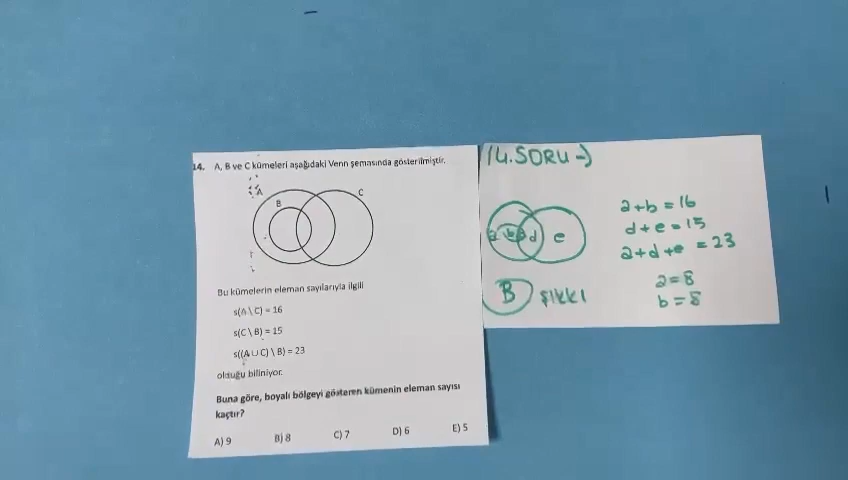 14. A, B ve C kümeleri aşağıdaki Venn şemasında gösterilmiştir.
A
B
C
Bu kümelerin eleman sayılarıyla ilgili
s(A \ C) = 16
s(C \ B) = 15
s((A ∪ C) \ B) = 23
olduğu biliniyor.
Buna göre, boyalı bölgeyi gösteren kümenin eleman sayısı
kaçtır?
A) 9 B) 8 C) 7 D) 6 E) 5
14.SORU →
a b d e
a+b = 16
d+e = 15
a+d+e = 23
a=8
b=8
B şıkkı